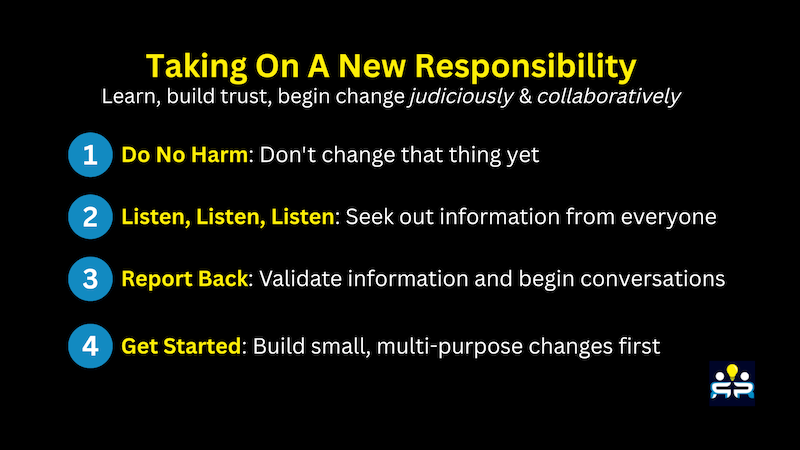 Taking On A New Responsibility
Learn, build trust, begin change judiciously & collaboratively
1 Do No Harm: Don't change that thing yet
2 Listen, Listen, Listen: Seek out information from everyone
3 Report Back: Validate information and begin conversations
4 Get Started: Build small, multi-purpose changes first